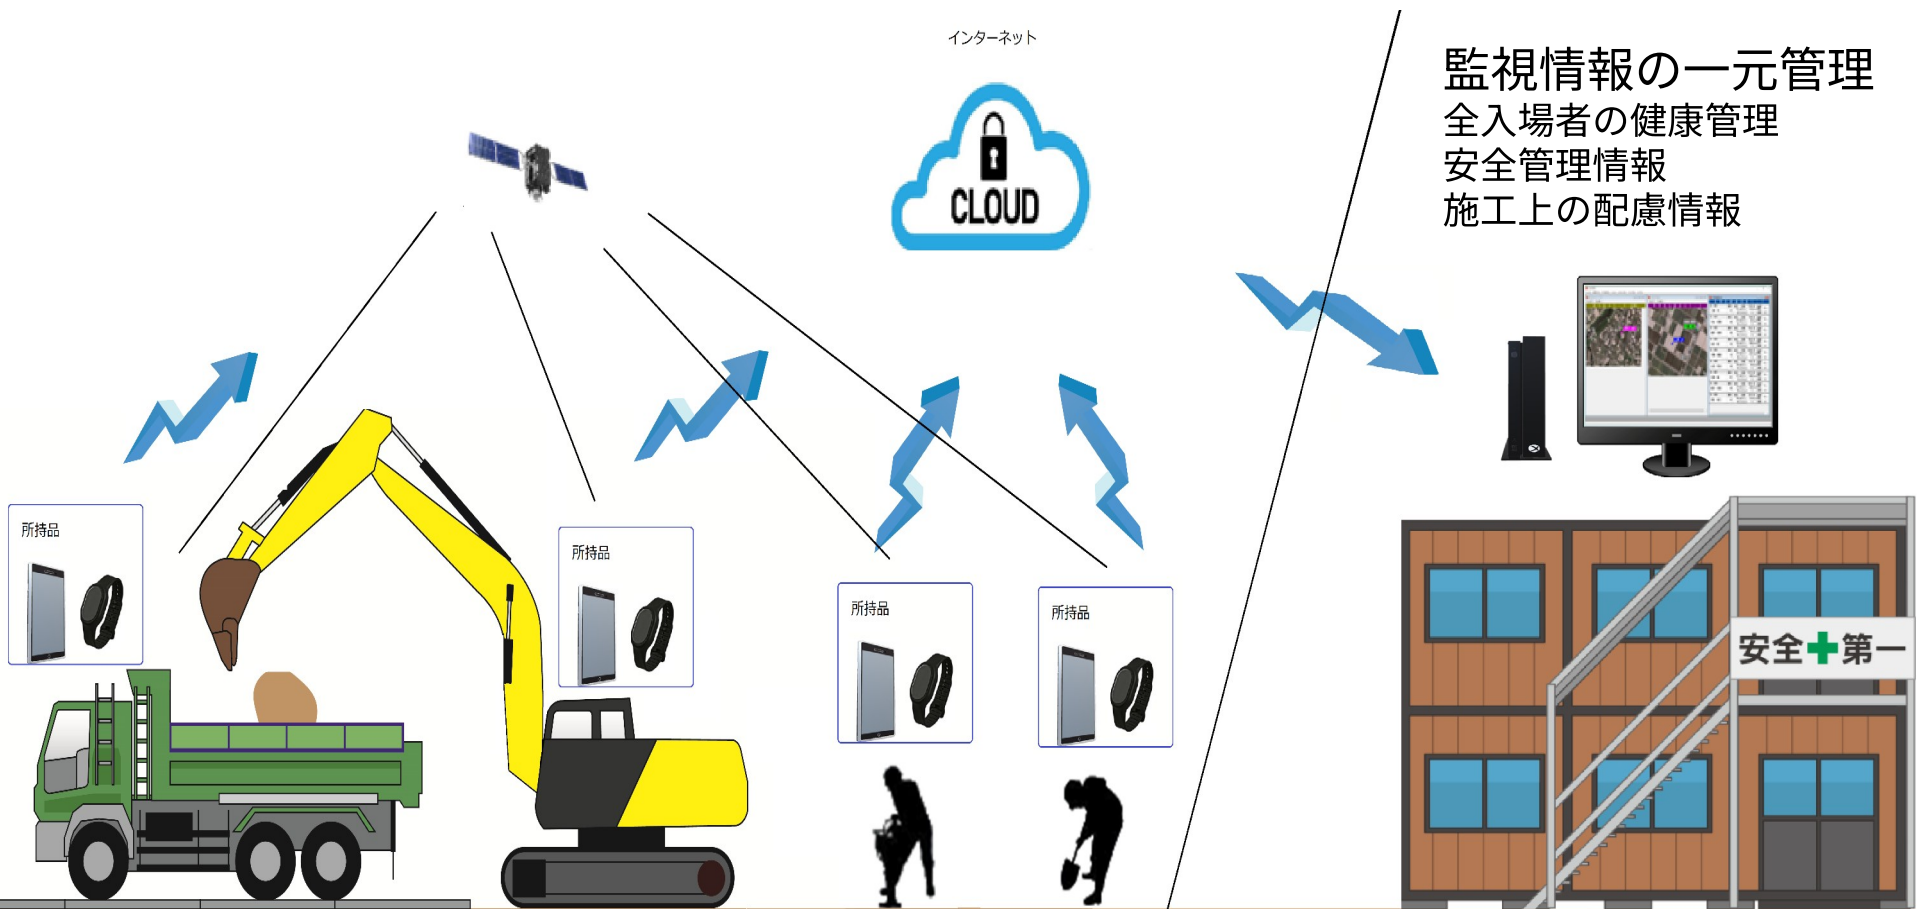 インターネット
CLOUD
監視情報の一元管理
全入場者の健康管理
安全管理情報
施工上の配慮情報
所持品
所持品
所持品
所持品
安全✚第一